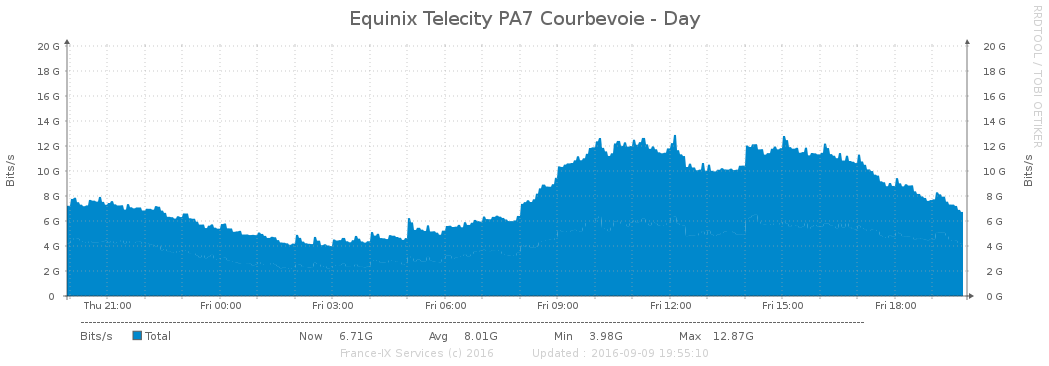 Equinix Telecity PA7 Courbevoie - Day
RRDTOOL / TOBI OETIKER
20 G 20 G
18 G 18 G
16 G 16 G
14 G 14 G
12 G 12 G
10 G 10 G
8 G 8 G
6 G 6 G
4 G 4 G
2 G 2 G
0 0 G
Bits/s Bits/s
Thu 21:00 Fri 00:00 Fri 03:00 Fri 06:00 Fri 09:00 Fri 12:00 Fri 15:00 Fri 18:00
Bits/s Total Now 6.71G Avg 8.01G Min 3.98G Max 12.87G
France-IX Services (c) 2016 Updated : 2016-09-09 19:55:10